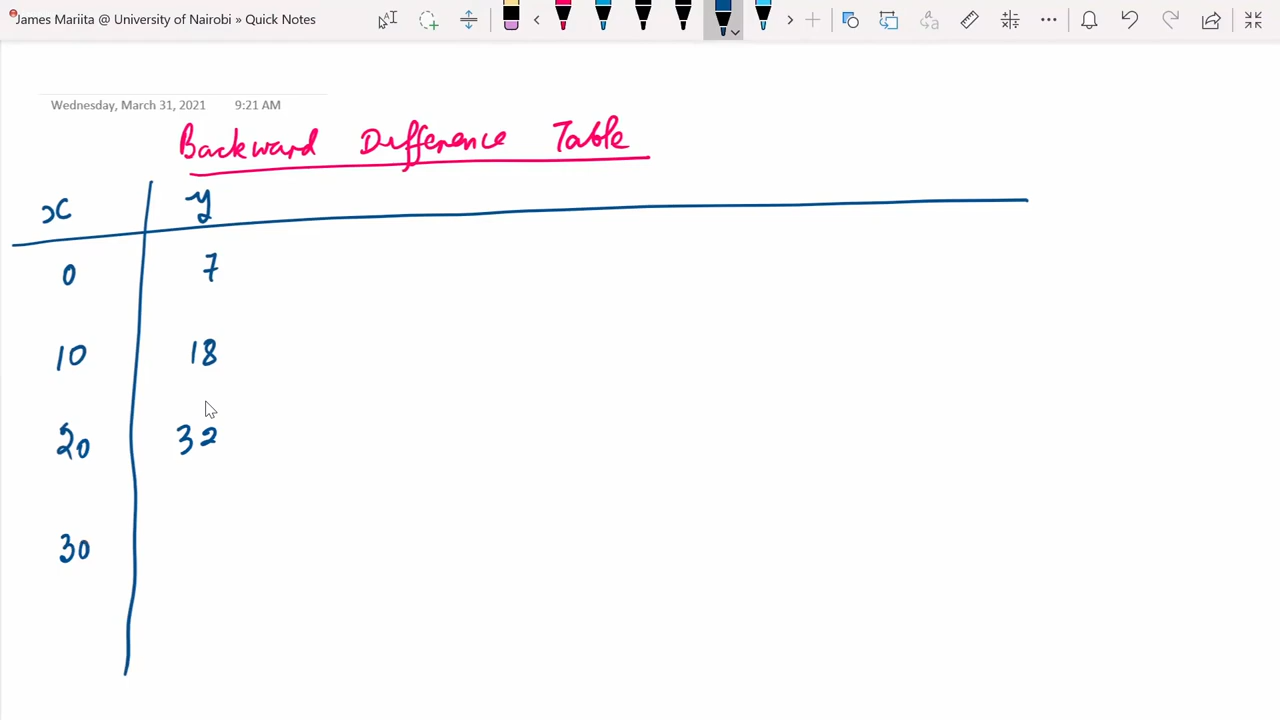 James Mariita @ University of Nairobi » Quick Notes
Wednesday, March 31, 2021 9:21 AM
Backward Difference Table
x y
0 7
10 18
20 32
30